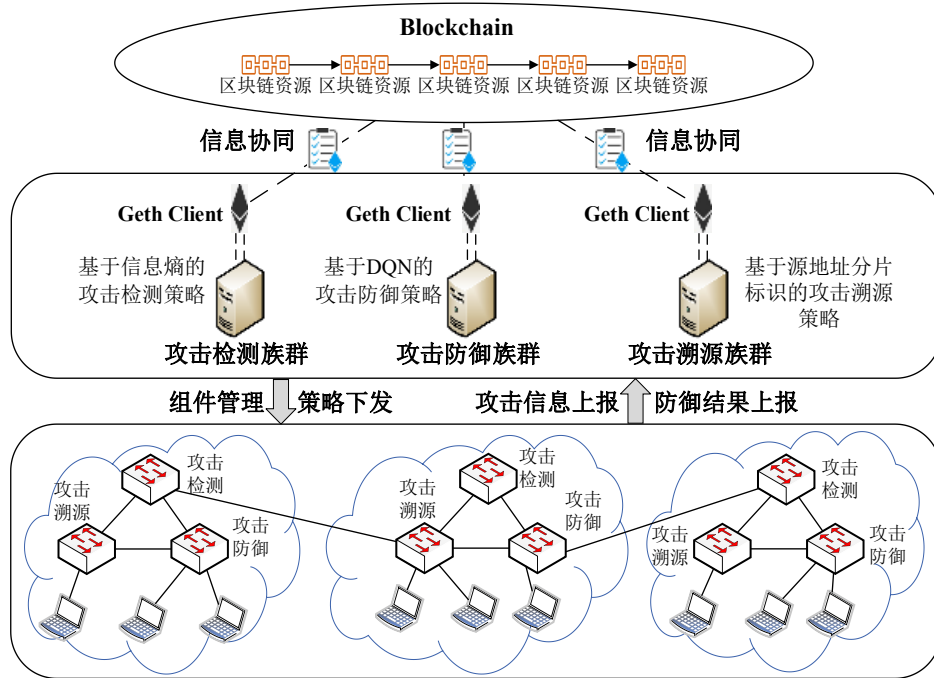 Blockchain
区块链资源 区块链资源 区块链资源 区块链资源 区块链资源
信息协同
信息协同
Geth Client
Geth Client
Geth Client
基于信息熵的
攻击检测策略
基于DQN的
攻击防御策略
基于源地址分片
标识的攻击溯源
策略
攻击检测族群
攻击防御族群
攻击溯源族群
组件管理
策略下发
攻击信息上报
防御结果上报
攻击
检测
攻击
溯源
攻击
防御
攻击
检测
攻击
溯源
攻击
防御
攻击
检测
攻击
溯源
攻击
防御